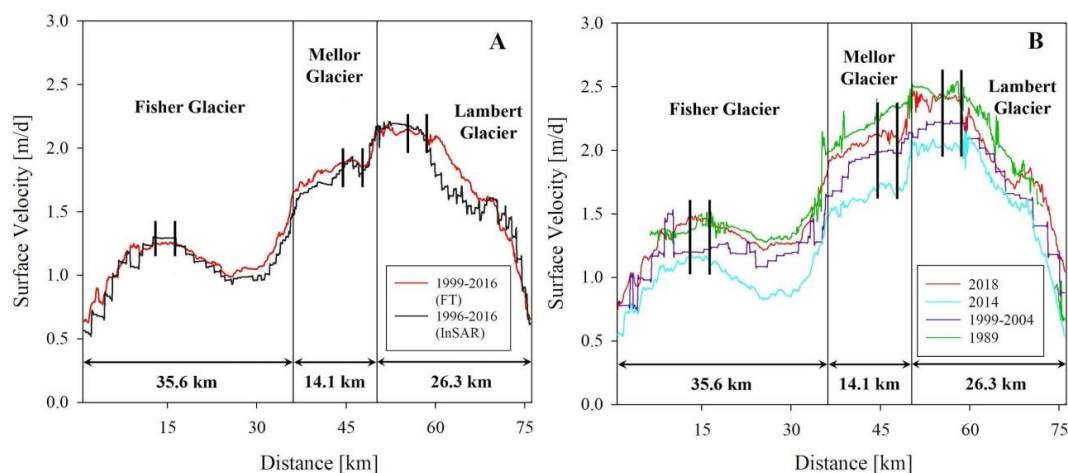 3.0
2.5
2.0
1.5
1.0
0.5
0.0
Surface Velocity [m/d]
A
Mellor
Glacier
Fisher Glacier
Lambert
Glacier
1999-2016
(FT)
1996-2016
(InSAR)
35.6 km
14.1 km
26.3 km
15
30
45
60
75
Distance [km]
3.0
2.5
2.0
1.5
1.0
0.5
0.0
Surface Velocity [m/d]
B
Mellor
Glacier
Fisher Glacier
Lambert
Glacier
2018
2014
1999-2004
1989
35.6 km
14.1 km
26.3 km
15
30
45
60
75
Distance [km]